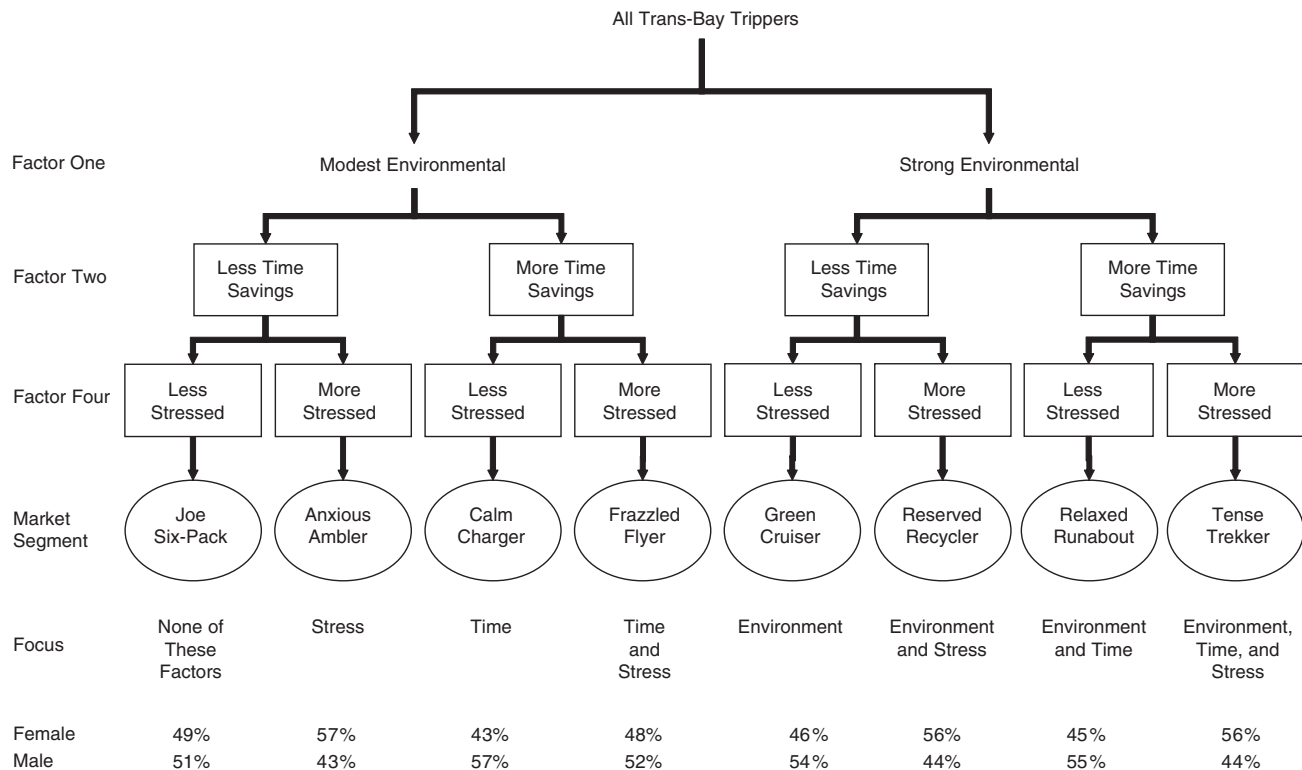 All Trans-Bay Trippers
Factor One
Modest Environmental
Strong Environmental
Factor Two
Less Time
Savings
More Time
Savings
Less Time
Savings
More Time
Savings
Factor Four
Less
Stressed
More
Stressed
Less
Stressed
More
Stressed
Less
Stressed
More
Stressed
Less
Stressed
More
Stressed
Market
Segment
Joe
Six-Pack
Anxious
Ambler
Calm
Charger
Frazzled
Flyer
Green
Cruiser
Reserved
Recycler
Relaxed
Runabout
Tense
Trekker
Focus
None of
These
Factors
Stress
Time
Time
and
Stress
Environment
Environment
and Stress
Environment
and Time
Environment,
Time, and
Stress
Female 49% 57% 43% 48% 46% 56% 45% 56%
Male 51% 43% 57% 52% 54% 44% 55% 44%